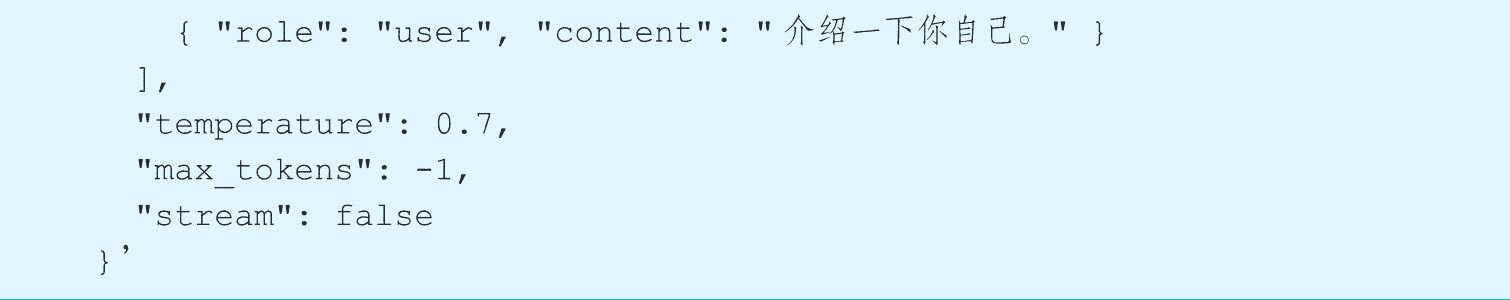 { "role": "user", "content": "介绍一下你自己。" }
],
"temperature": 0.7,
"max_tokens": -1,
"stream": false
}’